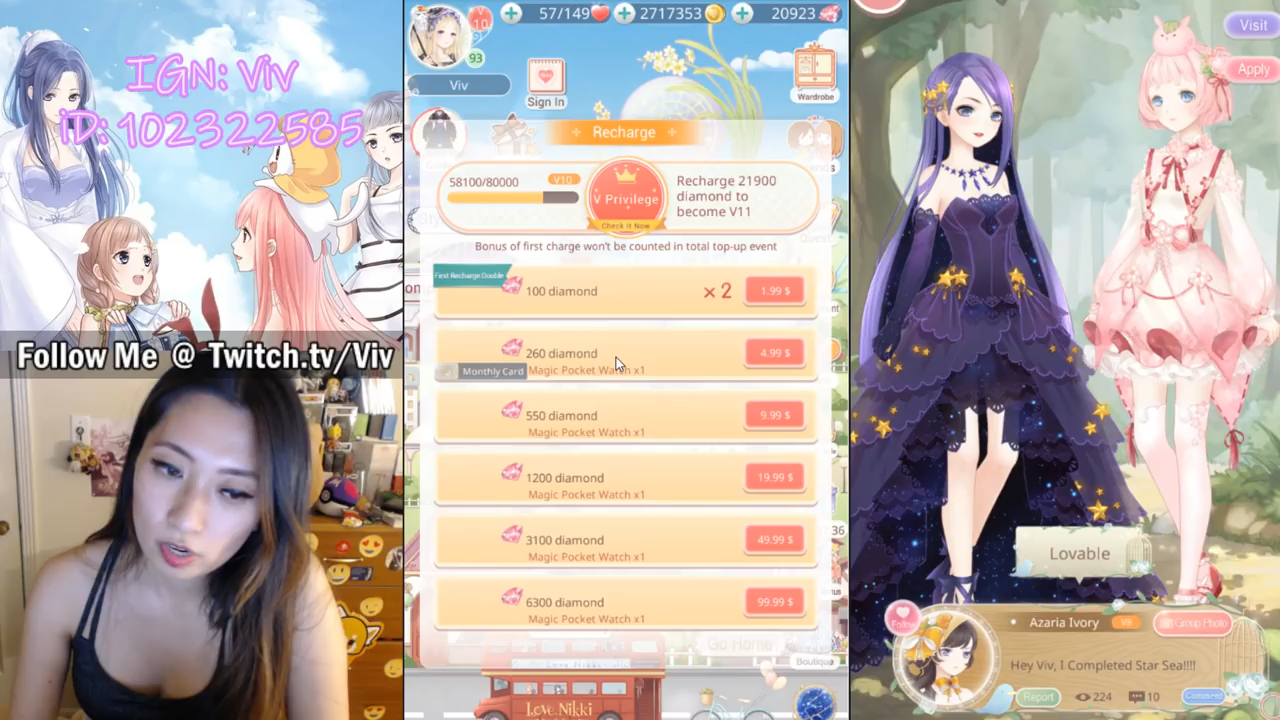 IGN: Viv
iD: 102322585
Follow Me @ Twitch.tv/Viv
57/149
2717353
20923
93
Viv
Sign In
Wardrobe
Recharge
58100/80000
V10
V Privilege
Check It Now
Recharge 21900
diamond to
become V11
Bonus of first charge won't be counted in total top-up event
First Recharge Double
100 diamond
×2
1.99 $
260 diamond
4.99 $
Monthly Card
Magic Pocket Watch x1
550 diamond
9.99 $
Magic Pocket Watch x1
1200 diamond
19.99 $
Magic Pocket Watch x1
3100 diamond
49.99 $
Magic Pocket Watch x1
6300 diamond
99.99 $
Magic Pocket Watch x1
Go Home
Boutique
Love Nikki
Visit
Apply
Lovable
Follow
Azaria Ivory
V9
Group Photo
Hey Viv, I Completed Star Sea!!!!
Report
224
10
Comment